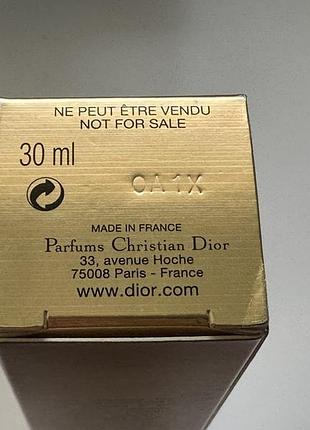 NE PEUT ÊTRE VENDU
NOT FOR SALE
30 ml
0A1X
MADE IN FRANCE
Parfums Christian Dior
33, avenue Hoche
75008 Paris - France
www.dior.com